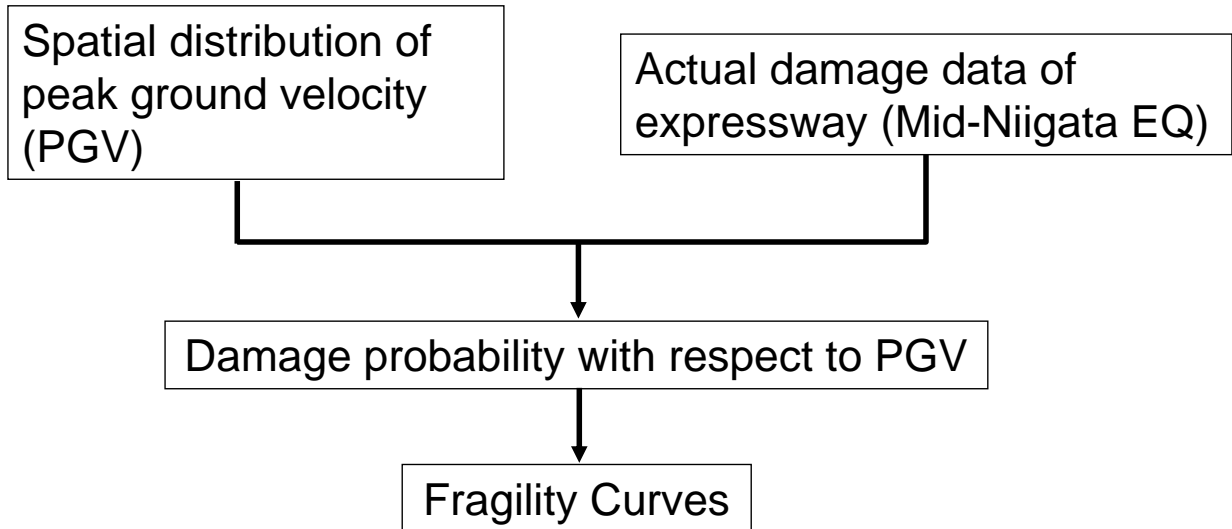 Spatial distribution of
peak ground velocity
(PGV)
Actual damage data of
expressway (Mid-Niigata EQ)
Damage probability with respect to PGV
Fragility Curves